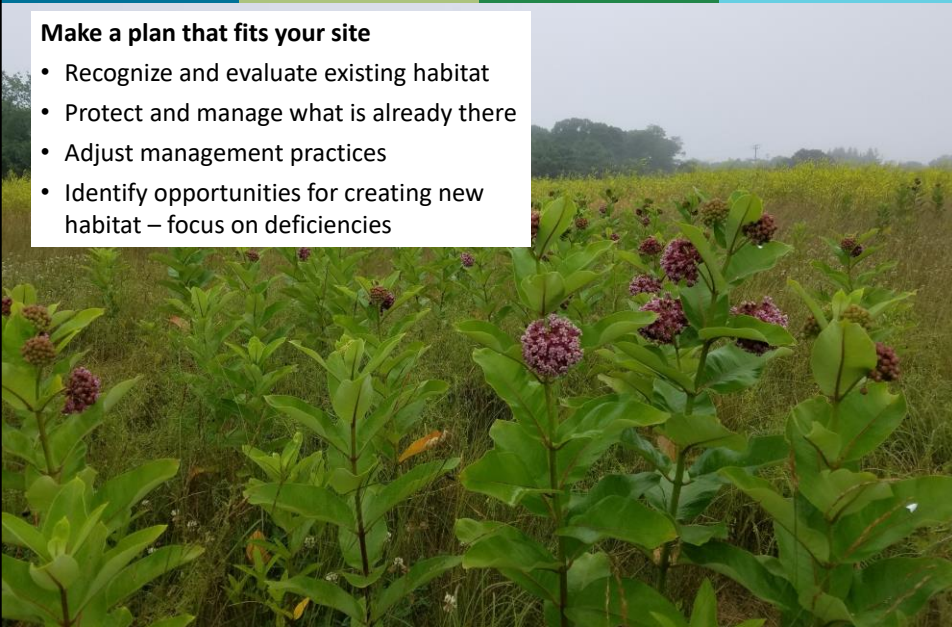 Make a plan that fits your site
• Recognize and evaluate existing habitat
• Protect and manage what is already there
• Adjust management practices
• Identify opportunities for creating new
habitat – focus on deficiencies